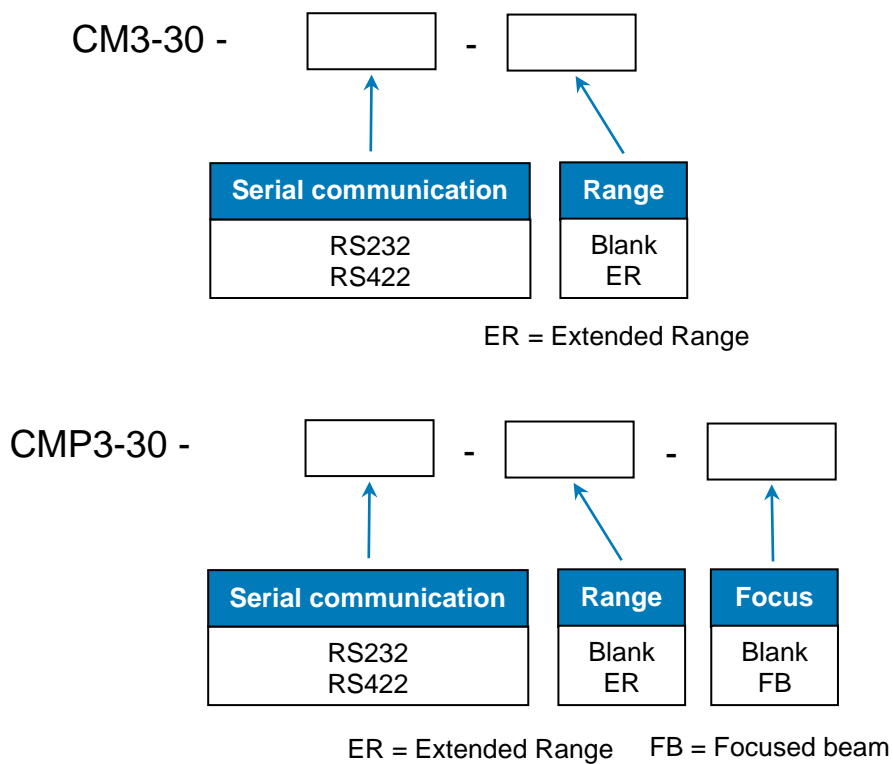 CM3-30 - -
Serial communication Range
RS232 Blank
RS422 ER
ER = Extended Range
CMP3-30 - - -
Serial communication Range Focus
RS232 Blank Blank
RS422 ER FB
ER = Extended Range FB = Focused beam